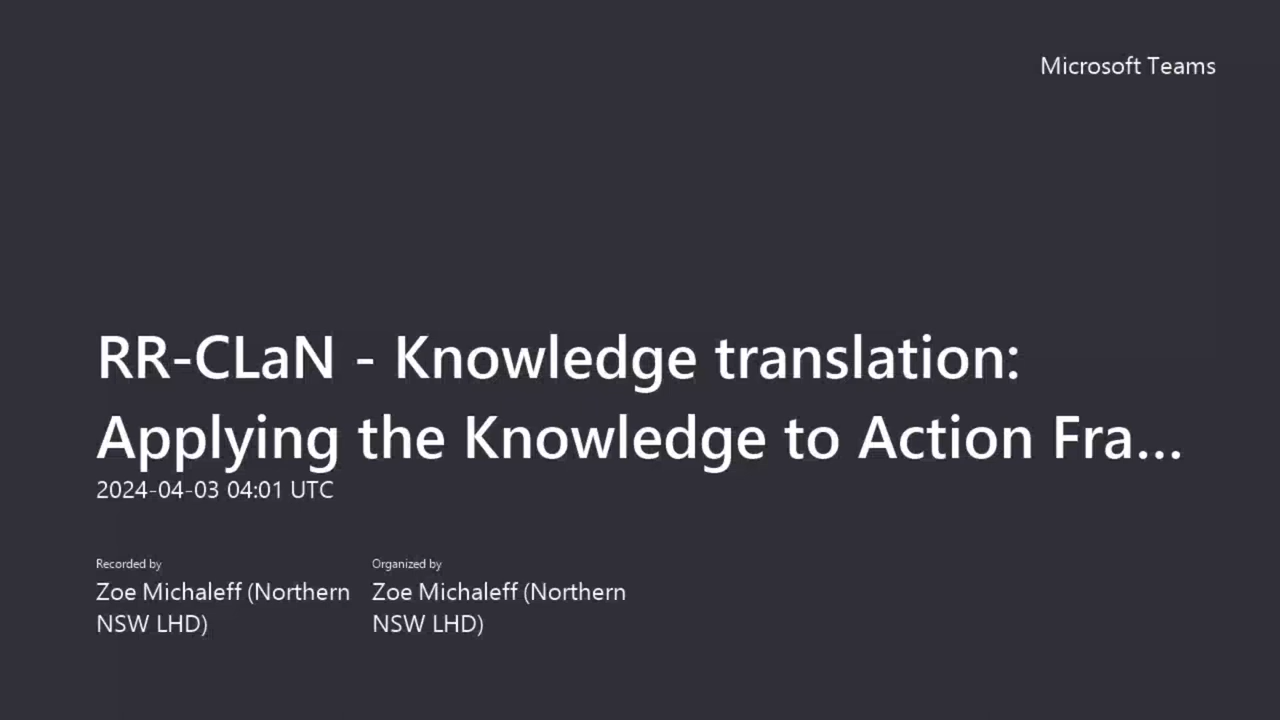 Microsoft Teams
RR-CLaN - Knowledge translation:
Applying the Knowledge to Action Fra...
2024-04-03 04:01 UTC
Recorded by
Zoe Michaleff (Northern
NSW LHD)
Organized by
Zoe Michaleff (Northern
NSW LHD)